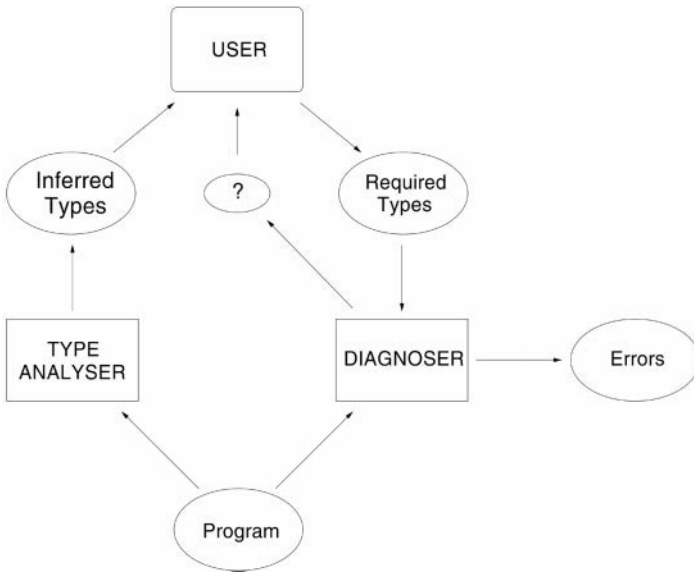 USER
Inferred
Types
?
Required
Types
TYPE
ANALYSER
DIAGNOSER
Errors
Program